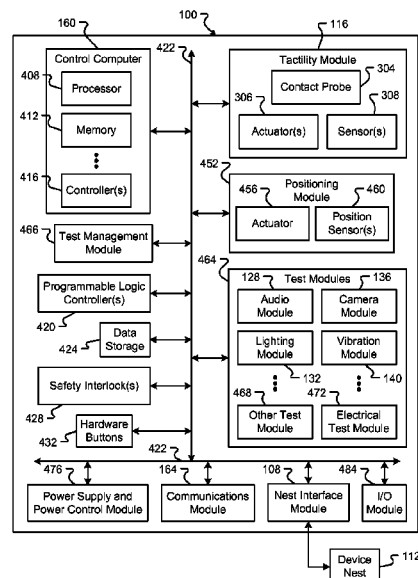 100
160
422
116
Control Computer
408
Processor
412
Memory
416
Controller(s)
Tactility Module
304
Contact Probe
306
308
Actuator(s)
Sensor(s)
452
Positioning
Module
456
460
Actuator
Position
Sensor(s)
466
Test Management
Module
Programmable Logic
Controller(s)
420
Data
Storage
424
Safety Interlock(s)
428
Hardware
Buttons
432
464
Test Modules
128
136
Audio
Module
Camera
Module
Lighting
Module
Vibration
Module
132
140
468
472
Other Test
Module
Electrical
Test Module
422
476
164
108
484
Power Supply and
Power Control Module
Communications
Module
Nest Interface
Module
I/O
Module
Device
Nest
112